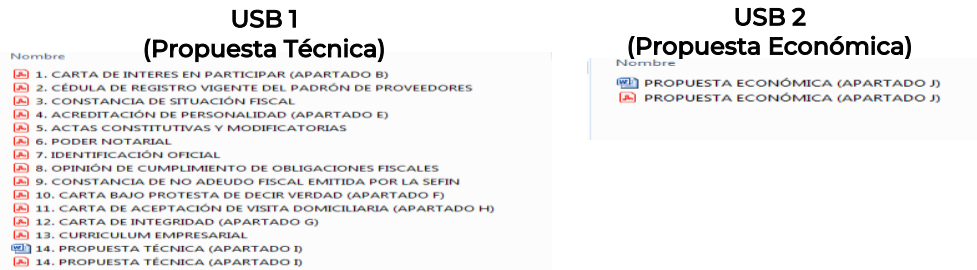 USB 1
(Propuesta Técnica)
Nombre
1. CARTA DE INTERES EN PARTICIPAR (APARTADO B)
2. CÉDULA DE REGISTRO VIGENTE DEL PADRÓN DE PROVEEDORES
3. CONSTANCIA DE SITUACIÓN FISCAL
4. ACREDITACIÓN DE PERSONALIDAD (APARTADO E)
5. ACTAS CONSTITUTIVAS Y MODIFICATORIAS
6. PODER NOTARIAL
7. IDENTIFICACIÓN OFICIAL
8. OPINIÓN DE CUMPLIMIENTO DE OBLIGACIONES FISCALES
9. CONSTANCIA DE NO ADEUDO FISCAL EMITIDA POR LA SEFIN
10. CARTA BAJO PROTESTA DE DECIR VERDAD (APARTADO F)
11. CARTA DE ACEPTACIÓN DE VISITA DOMICILIARIA (APARTADO H)
12. CARTA DE INTEGRIDAD (APARTADO G)
13. CURRICULUM EMPRESARIAL
14. PROPUESTA TÉCNICA (APARTADO I)
14. PROPUESTA TÉCNICA (APARTADO I)
USB 2
(Propuesta Económica)
Nombre
PROPUESTA ECONÓMICA (APARTADO J)
PROPUESTA ECONÓMICA (APARTADO J)